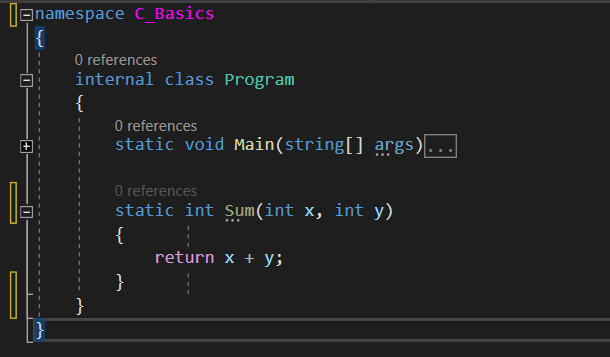 namespace C_Basics
{
0 references
internal class Program
{
0 references
static void Main(string[] args)...
0 references
static int Sum(int x, int y)
{
return x + y;
}
}
}